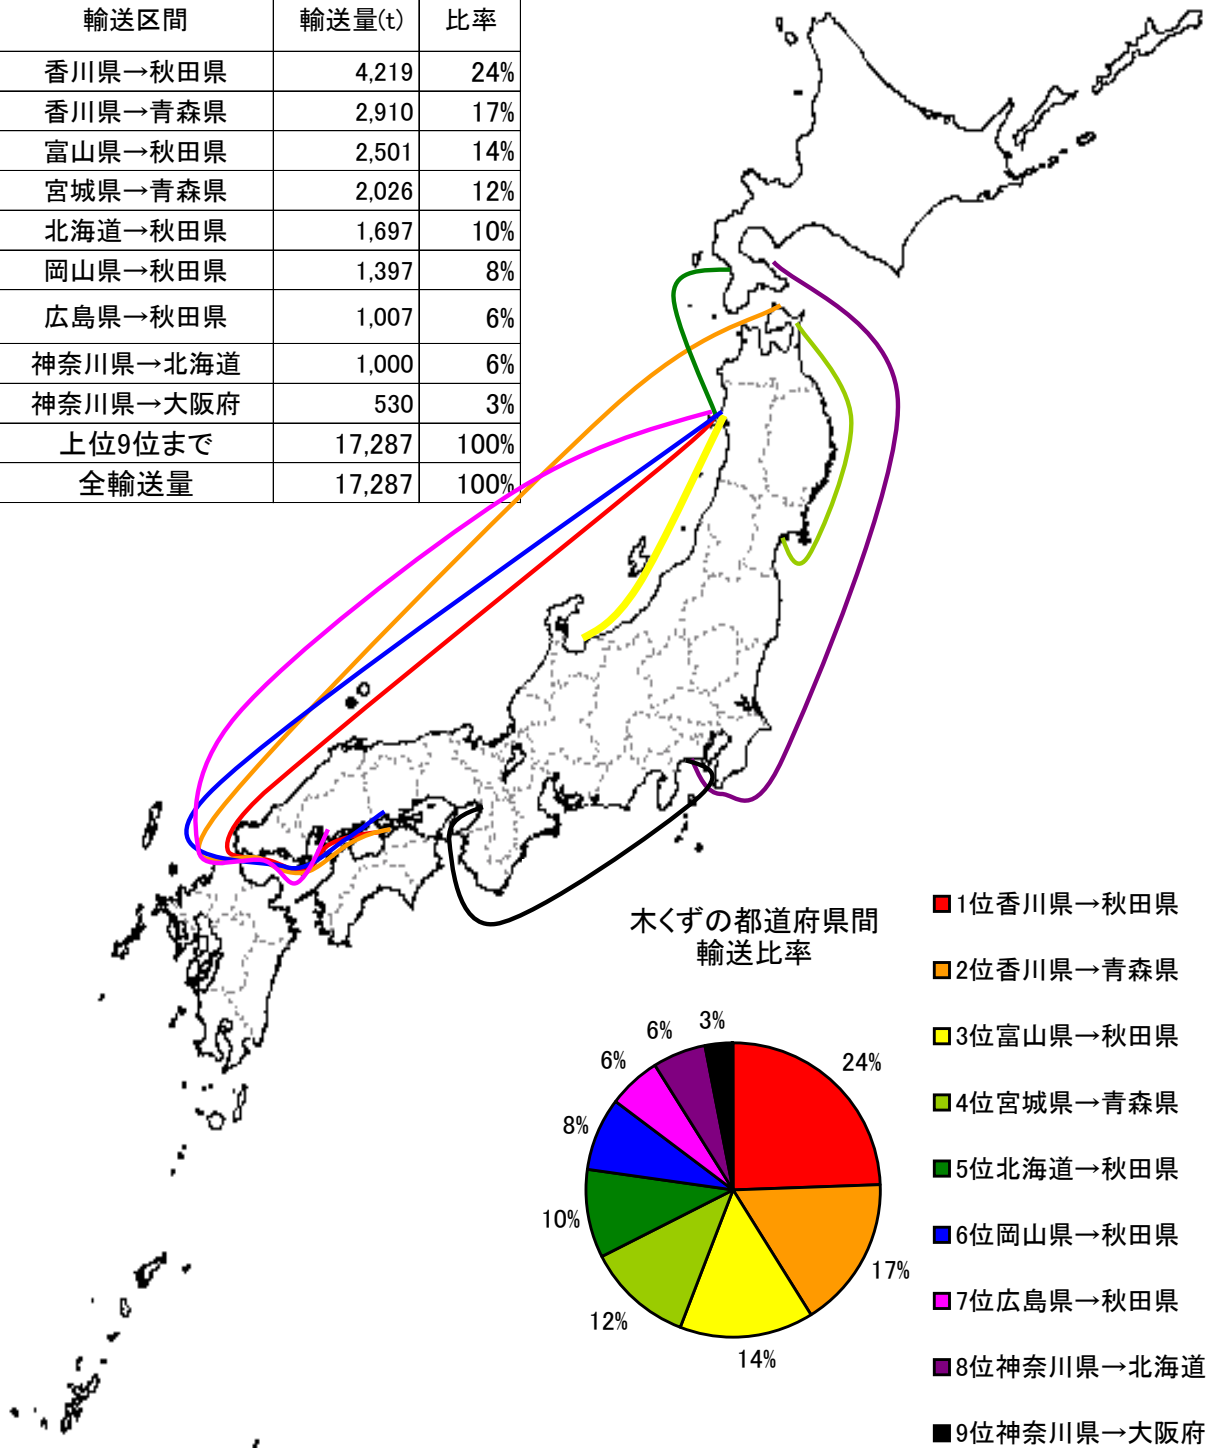 輸送区間 輸送量(t) 比率
香川県→秋田県 4,219 24%
香川県→青森県 2,910 17%
富山県→秋田県 2,501 14%
宮城県→青森県 2,026 12%
北海道→秋田県 1,697 10%
岡山県→秋田県 1,397 8%
広島県→秋田県 1,007 6%
神奈川県→北海道 1,000 6%
神奈川県→大阪府 530 3%
上位9位まで 17,287 100%
全輸送量 17,287 100%
木くずの都道府県間
輸送比率
24%
17%
14%
12%
10%
8%
6%
6%
3%
1位香川県→秋田県
2位香川県→青森県
3位富山県→秋田県
4位宮城県→青森県
5位北海道→秋田県
6位岡山県→秋田県
7位広島県→秋田県
8位神奈川県→北海道
9位神奈川県→大阪府